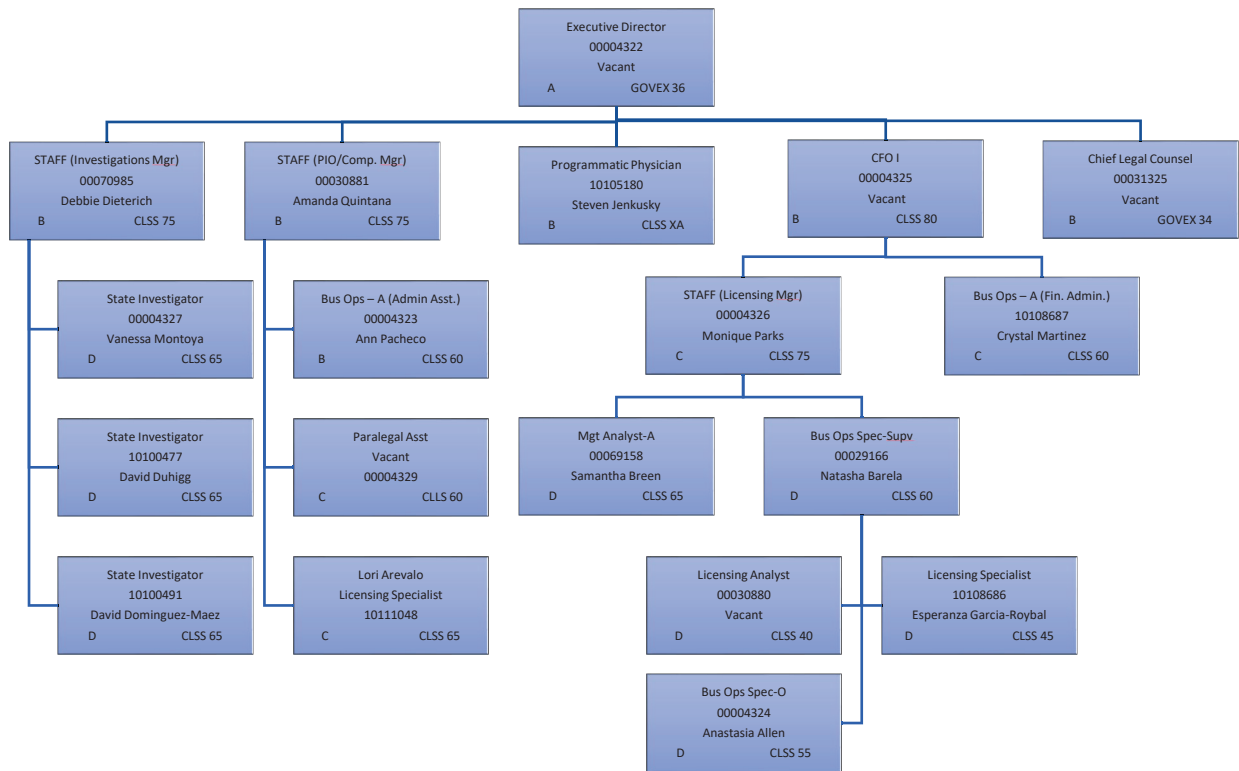 Executive Director
00004322
Vacant
A GOVEX 36
STAFF (Investigations Mgr)
00070985
Debbie Dieterich
B CLSS 75
STAFF (PIO/Comp. Mgr)
00030881
Amanda Quintana
B CLSS 75
Programmatic Physician
10105180
Steven Jenkusky
B CLSS XA
CFO I
00004325
Vacant
B CLSS 80
Chief Legal Counsel
00031325
Vacant
B GOVEX 34
State Investigator
00004327
Vanessa Montoya
D CLSS 65
Bus Ops – A (Admin Asst.)
00004323
Ann Pacheco
B CLSS 60
STAFF (Licensing Mgr)
00004326
Monique Parks
C CLSS 75
Bus Ops – A (Fin. Admin.)
10108687
Crystal Martinez
C CLSS 60
State Investigator
10100477
David Duhigg
D CLSS 65
Paralegal Asst
Vacant
00004329
C CLLS 60
Mgt Analyst-A
00069158
Samantha Breen
D CLSS 65
Bus Ops Spec-Supv
00029166
Natasha Barela
D CLSS 60
State Investigator
10100491
David Dominguez-Maez
D CLSS 65
Lori Arevalo
Licensing Specialist
10111048
C CLSS 65
Licensing Analyst
00030880
Vacant
D CLSS 40
Licensing Specialist
10108686
Esperanza Garcia-Roybal
D CLSS 45
Bus Ops Spec-O
00004324
Anastasia Allen
D CLSS 55